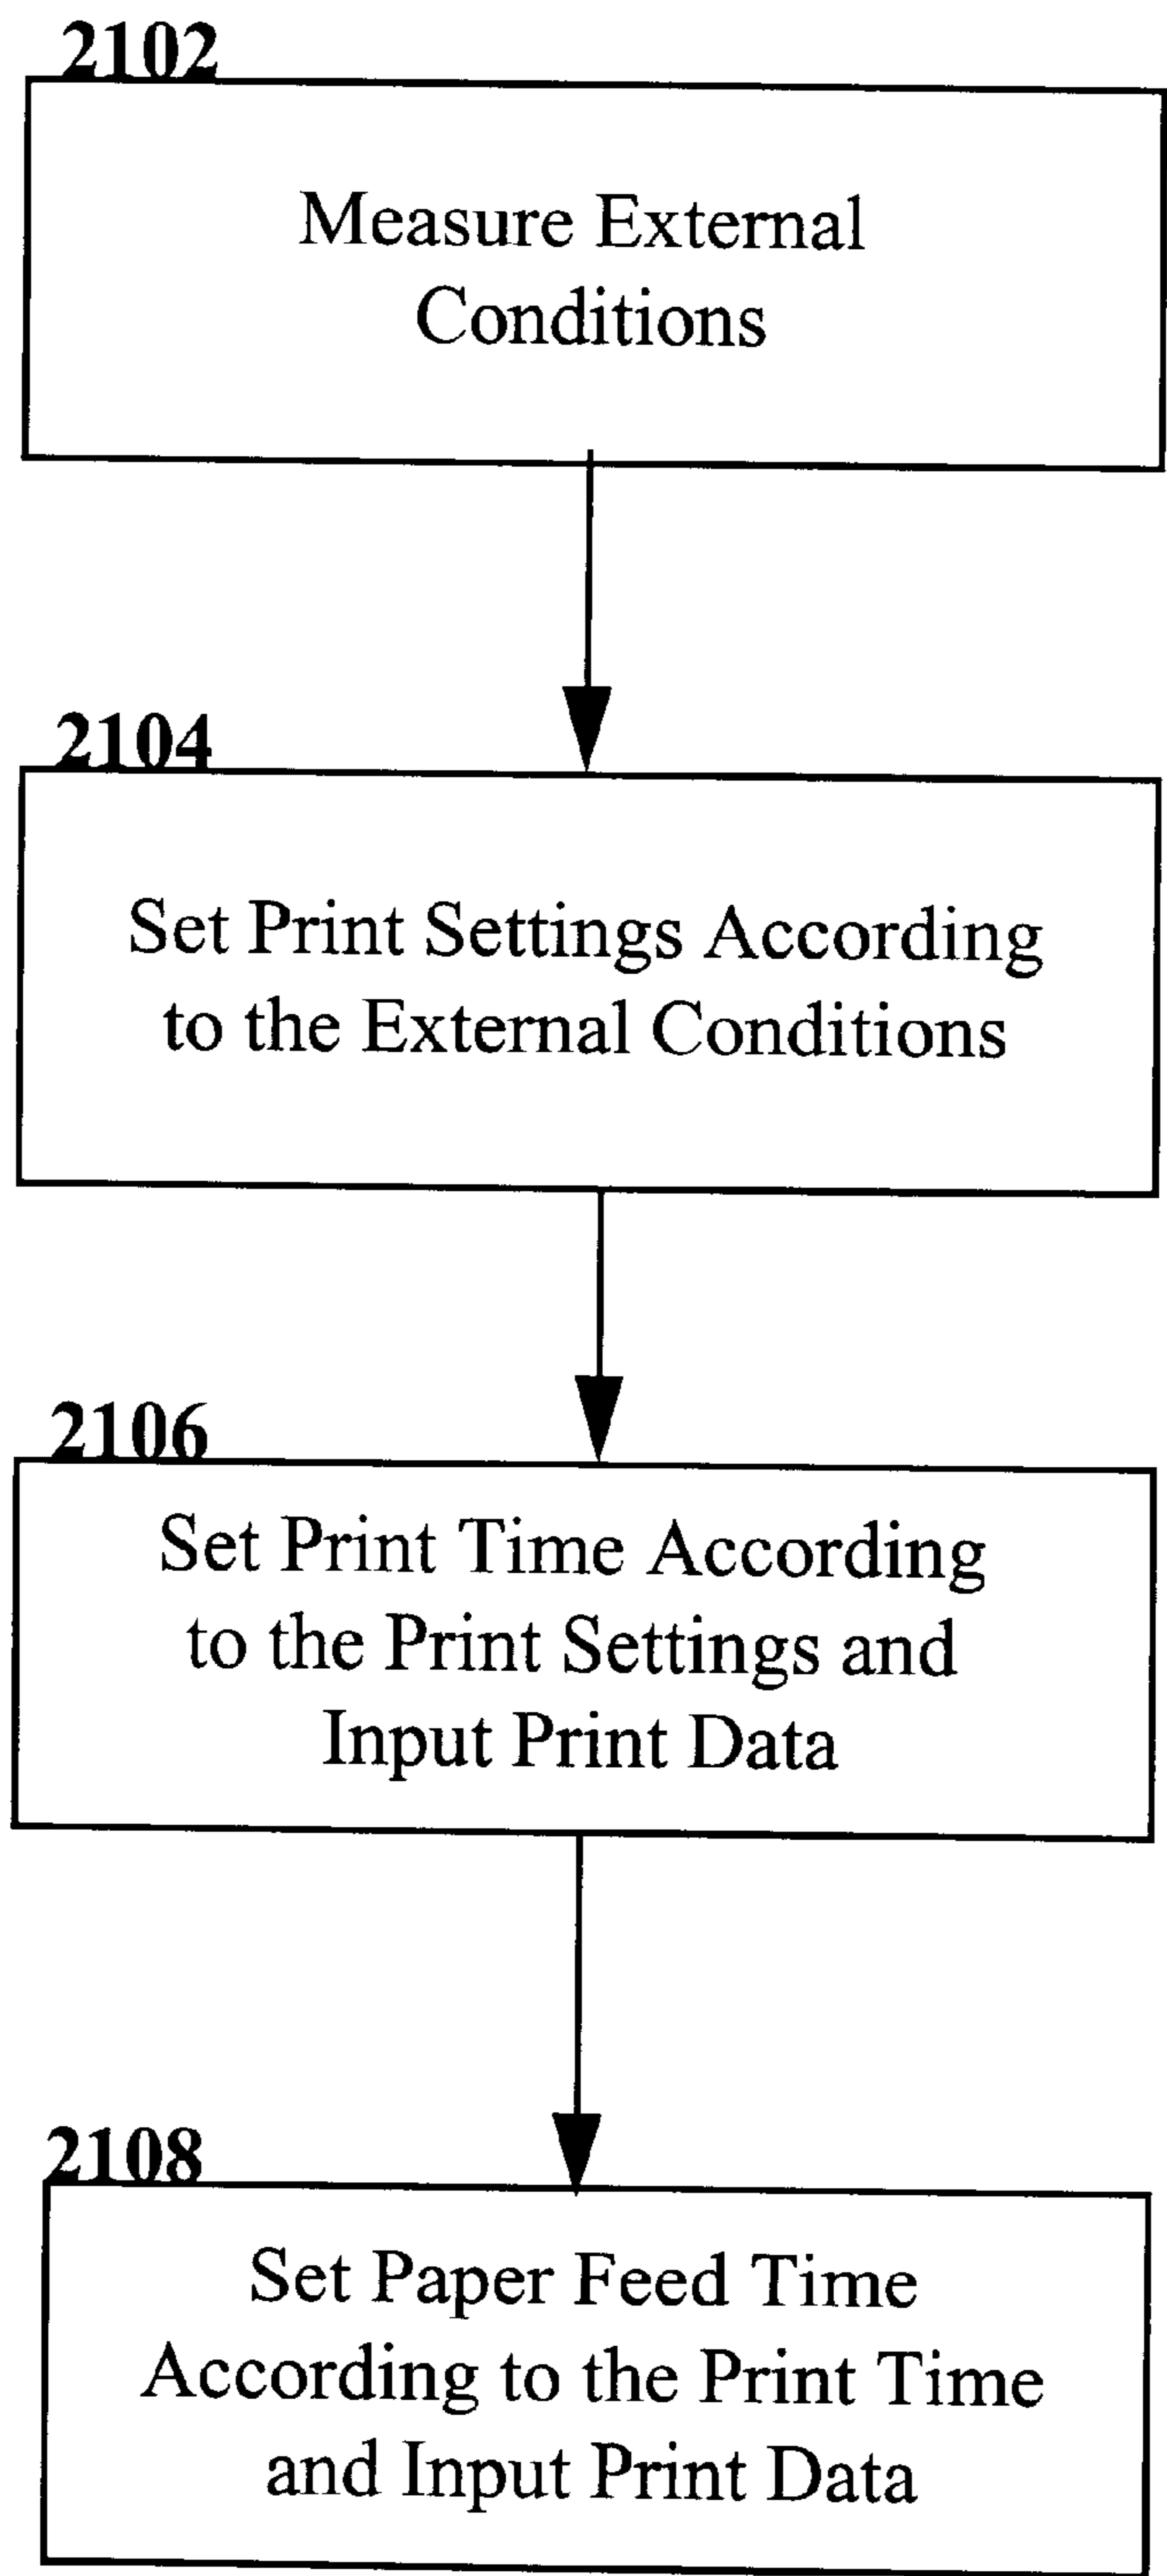 2102
Measure External
Conditions
2104
Set Print Settings According
to the External Conditions
2106
Set Print Time According
to the Print Settings and
Input Print Data
2108
Set Paper Feed Time
According to the Print Time
and Input Print Data